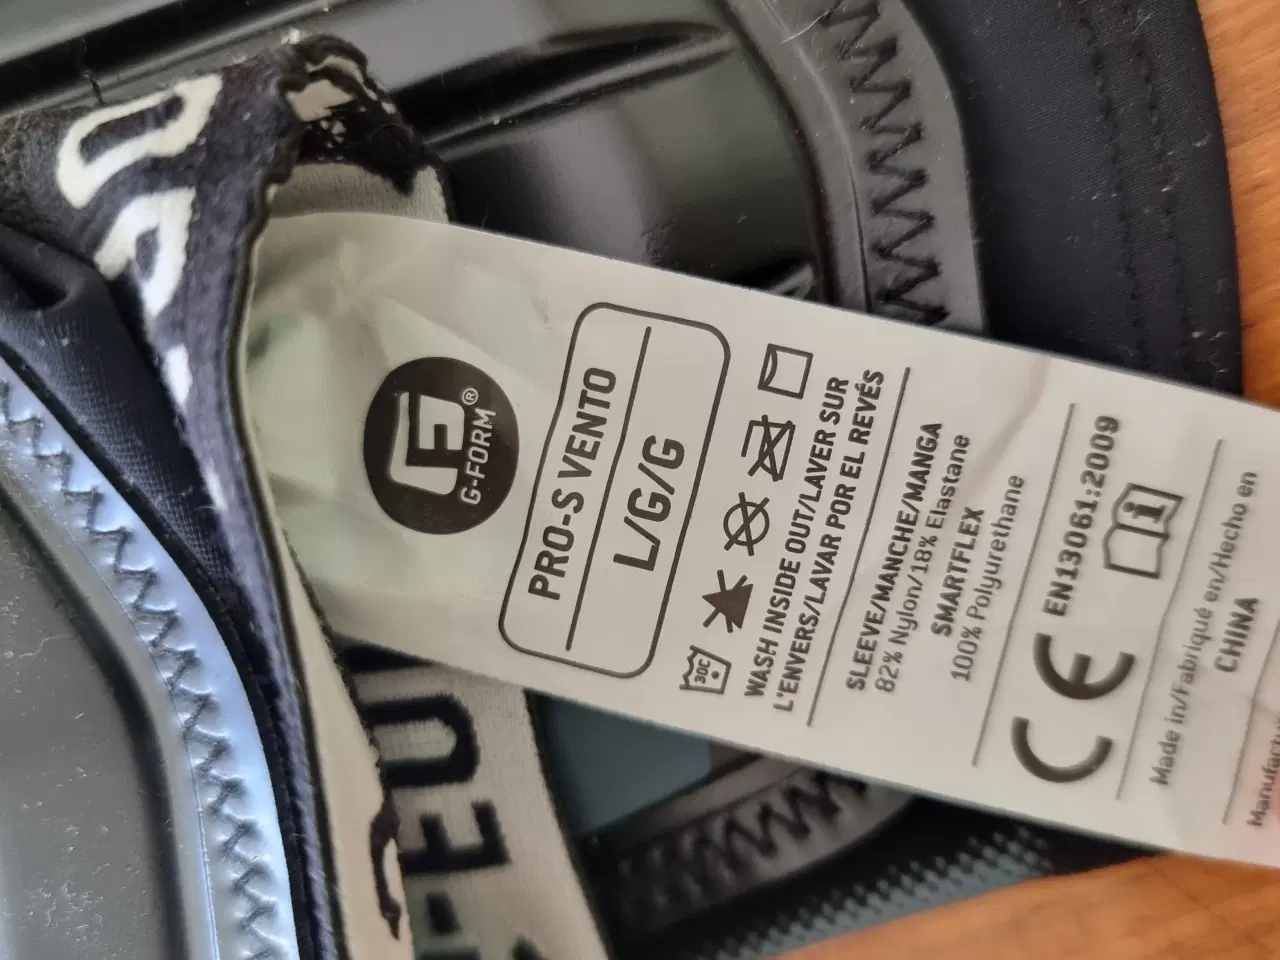 G-FORM®
PRO-S VENTO
L/G/G
30C
WASH INSIDE OUT/LAVER SUR
L'ENVERS/LAVAR POR EL REVÉS
SLEEVE/MANCHE/MANGA
82% Nylon/18% Elastane
SMARTFLEX
100% Polyurethane
CE EN13061:2009
Made in/Fabriqué en/Hecho en
CHINA